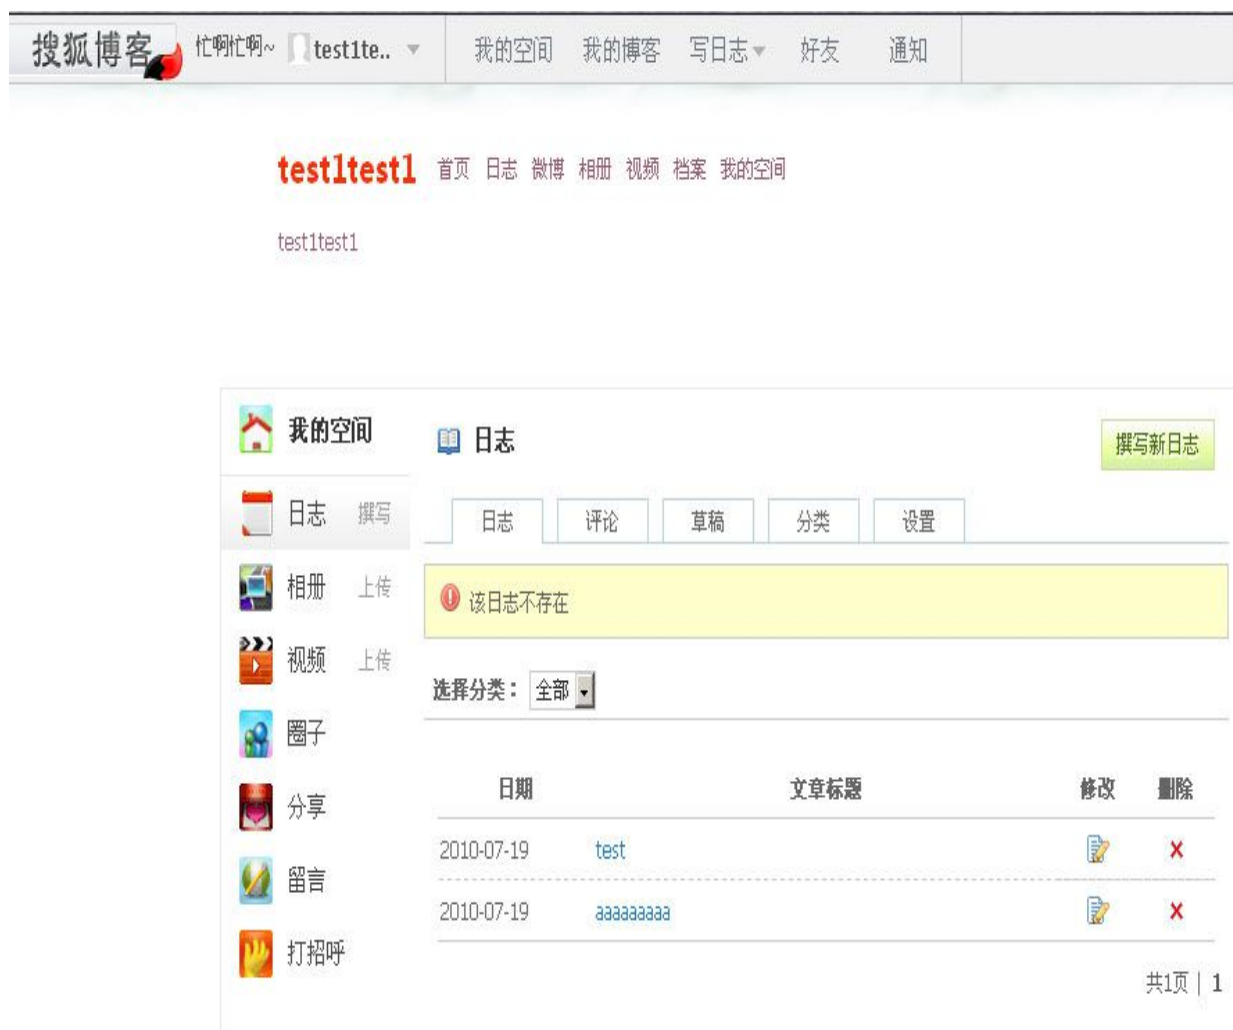 搜狐博客 忙啊忙啊~ test1te.. 我的空间 我的博客 写日志 好友 通知
test1test1 首页 日志 微博 相册 视频 档案 我的空间
test1test1
我的空间
日志 撰写
相册 上传
视频 上传
圈子
分享
留言
打招呼
日志 撰写新日志
日志 评论 草稿 分类 设置
该日志不存在
选择分类： 全部
日期 文章标题 修改 删除
2010-07-19 test
2010-07-19 aaaaaaaaa
共1页 | 1